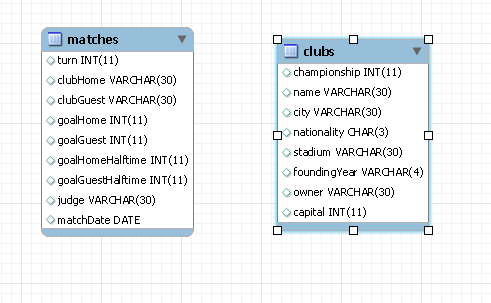 matches
turn INT(11)
clubHome VARCHAR(30)
clubGuest VARCHAR(30)
goalHome INT(11)
goalGuest INT(11)
goalHomeHalftime INT(11)
goalGuestHalftime INT(11)
judge VARCHAR(30)
matchDate DATE
clubs
championship INT(11)
name VARCHAR(30)
city VARCHAR(30)
nationality CHAR(3)
stadium VARCHAR(30)
foundingYear VARCHAR(4)
owner VARCHAR(30)
capital INT(11)